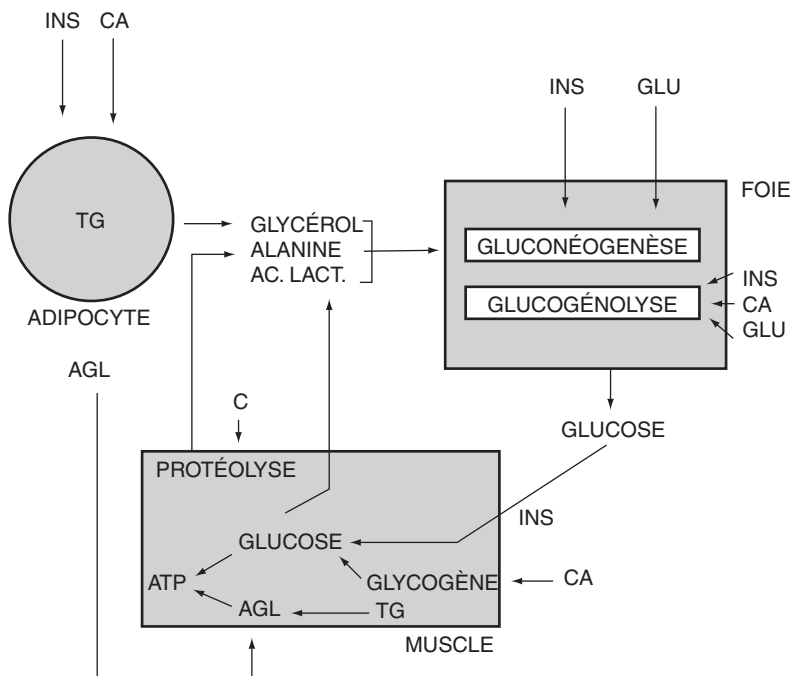 INS CA
INS GLU
FOIE
TG
GLYCÉROL
ALANINE
AC. LACT.
GLUCONÉOGENÈSE
GLUCOGÉNOLYSE
INS
CA
GLU
ADIPOCYTE
AGL
C
GLUCOSE
PROTÉOLYSE
INS
GLUCOSE
ATP
GLYCOGÈNE
CA
AGL
TG
MUSCLE